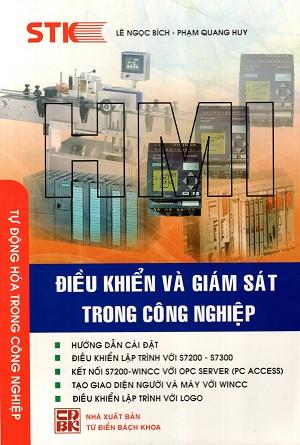 STK
LÊ NGỌC BÍCH - PHẠM QUANG HUY
HMI
TỰ ĐỘNG HÓA TRONG CÔNG NGHIỆP
ĐIỀU KHIỂN VÀ GIÁM SÁT
TRONG CÔNG NGHIỆP
HƯỚNG DẪN CÀI ĐẶT
ĐIỀU KHIỂN LẬP TRÌNH VỚI S7200 - S7300
KẾT NỐI S7200-WINCC VỚI OPC SERVER (PC ACCESS)
TẠO GIAO DIỆN NGƯỜI VÀ MÁY VỚI WINCC
ĐIỀU KHIỂN LẬP TRÌNH VỚI LOGO
NHÀ XUẤT BẢN
TỪ ĐIỂN BÁCH KHOA